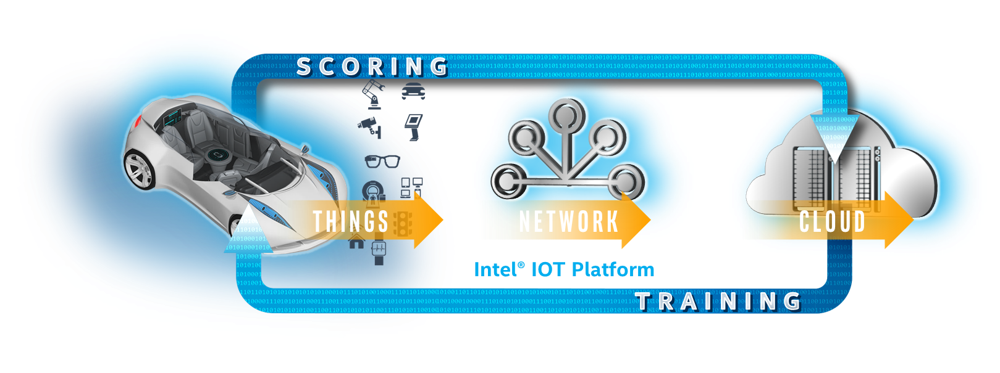 SCORING
THINGS
NETWORK
CLOUD
Intel® IOT Platform
TRAINING